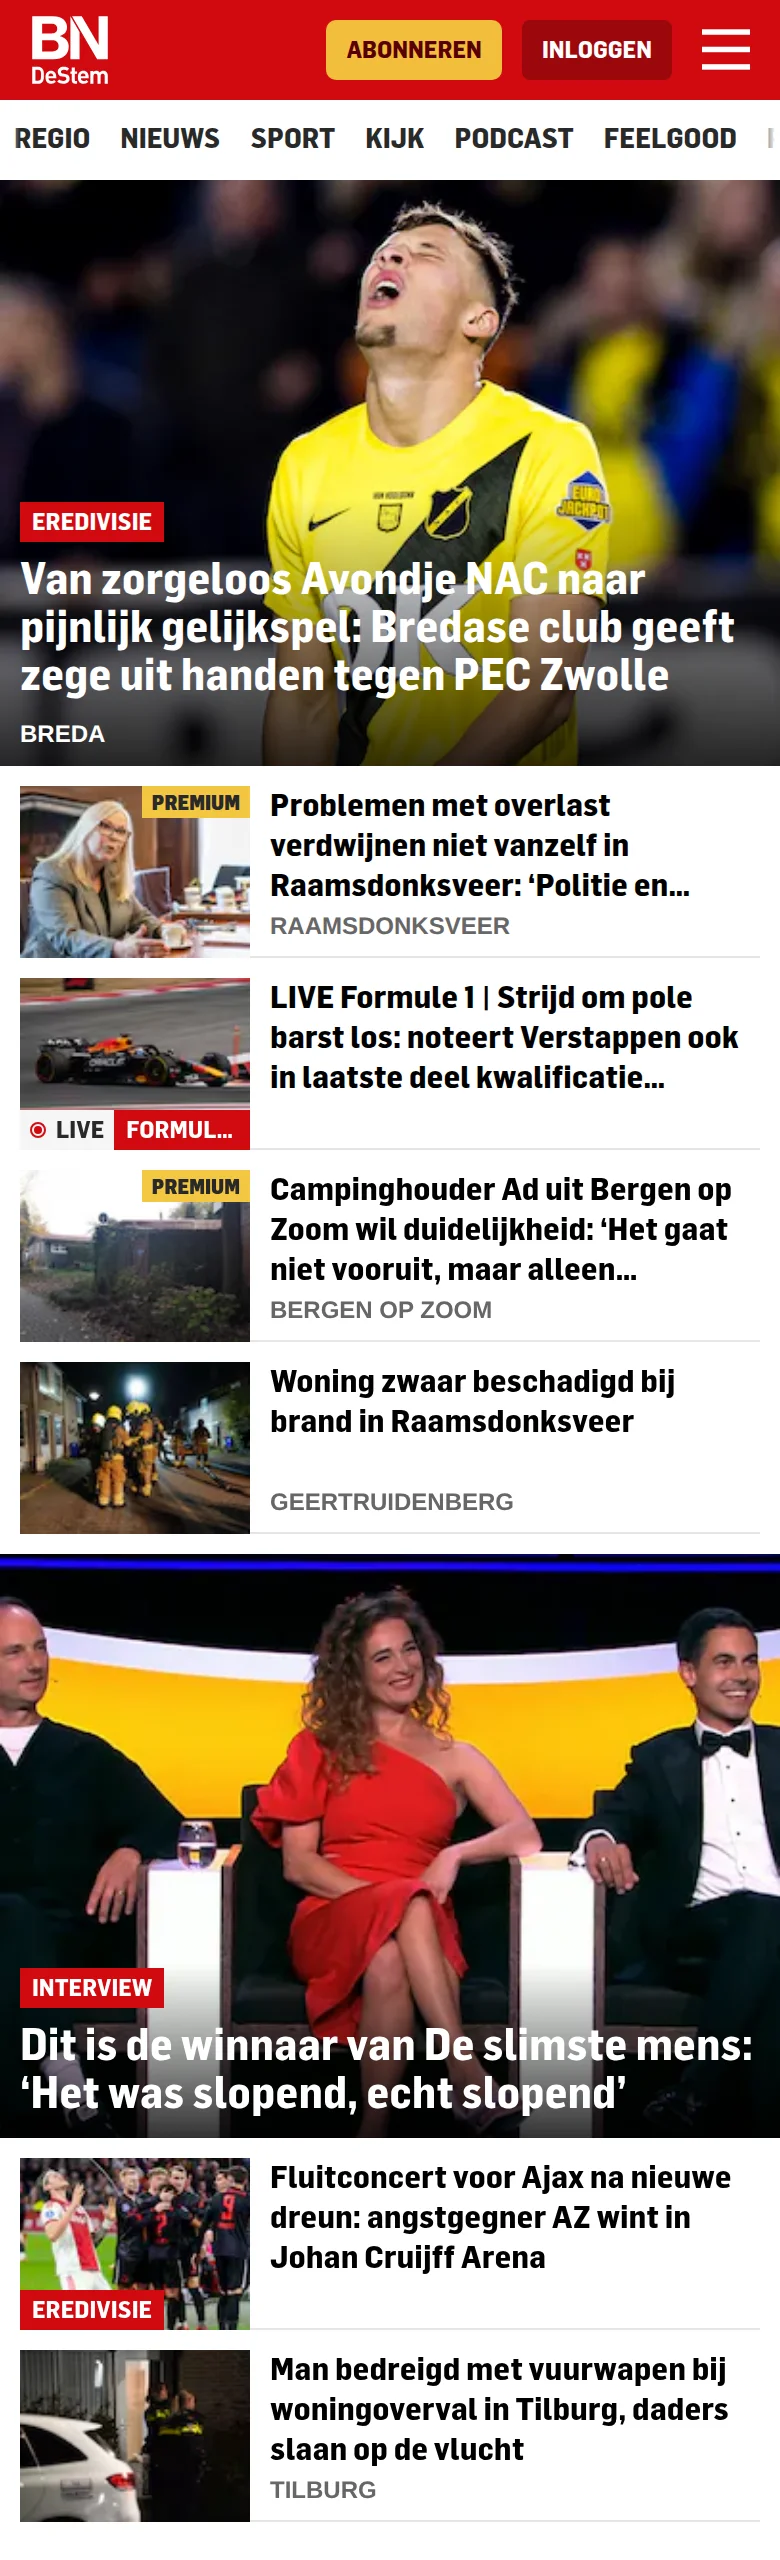 BN
DeStem
ABONNEREN
INLOGGEN
REGIO NIEUWS SPORT KIJK PODCAST FEELGOOD
EURO
JACKPOT
EREDIVISIE
Van zorgeloos Avondje NAC naar
pijnlijk gelijkspel: Bredase club geeft
zege uit handen tegen PEC Zwolle
BREDA
PREMIUM
Problemen met overlast
verdwijnen niet vanzelf in
Raamsdonksveer: ‘Politie en...
RAAMSDONKSVEER
LIVE Formule 1 | Strijd om pole
barst los: noteert Verstappen ook
in laatste deel kwalificatie...
LIVE
FORMUL...
PREMIUM
Campinghouder Ad uit Bergen op
Zoom wil duidelijkheid: ‘Het gaat
niet vooruit, maar alleen...
BERGEN OP ZOOM
Woning zwaar beschadigd bij
brand in Raamsdonksveer
GEERTRUIDENBERG
INTERVIEW
Dit is de winnaar van De slimste mens:
‘Het was slopend, echt slopend’
Fluitconcert voor Ajax na nieuwe
dreun: angstgegner AZ wint in
Johan Cruijff Arena
9
EREDIVISIE
Man bedreigd met vuurwapen bij
woningoverval in Tilburg, daders
slaan op de vlucht
TILBURG